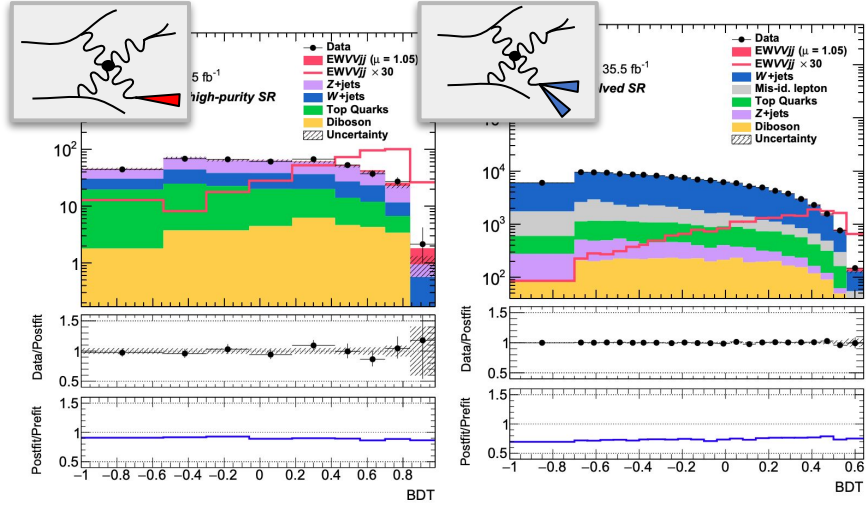 Data
EWVVjj (μ = 1.05)
EWVVjj ×30
Z+jets
W+jets
Top Quarks
Diboson
Uncertainty
5 fb⁻¹
high-purity SR
10²
10
1
1.5
1
0.5
Data/Postfit
1.5
1
0.5
Postfit/Prefit
−1 −0.8 −0.6 −0.4 −0.2 0 0.2 0.4 0.6 0.8
BDT
Data
EWVVjj (μ = 1.05)
EWVVjj ×30
W+jets
Mis-id. lepton
Top Quarks
Z+jets
Diboson
Uncertainty
35.5 fb⁻¹
lved SR
10⁴
10³
10²
1.5
1
0.5
Data/Postfit
1.5
1
0.5
Postfit/Prefit
−1 −0.8 −0.6 −0.4 −0.2 0 0.2 0.4 0.6
BDT